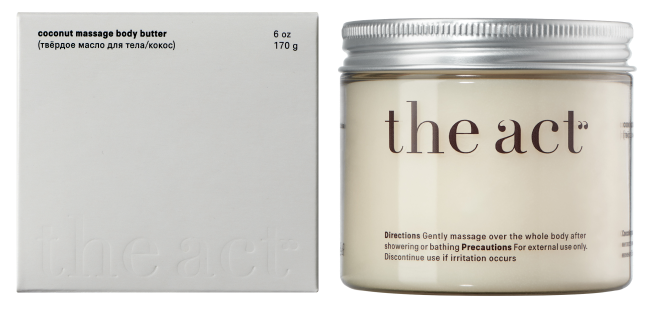 coconut massage body butter
(твёрдое масло для тела/кокос)
6 oz
170 g
the act”
the act”
Directions Gently massage over the whole body after
showering or bathing Precautions For external use only.
Discontinue use if irritation occurs